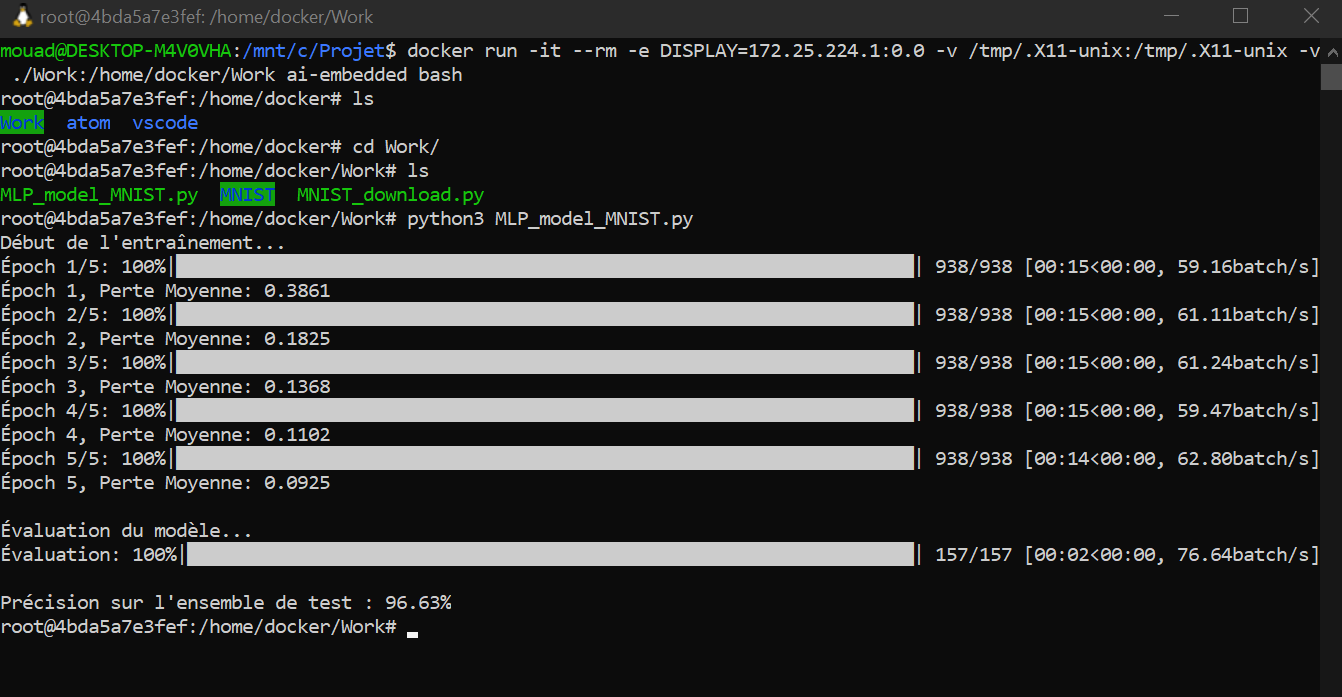 root@4bda5a7e3fef: /home/docker/Work
mouad@DESKTOP-M4V0VHA:/mnt/c/Projet$ docker run -it --rm -e DISPLAY=172.25.224.1:0.0 -v /tmp/.X11-unix:/tmp/.X11-unix -v
./Work:/home/docker/Work ai-embedded bash
root@4bda5a7e3fef:/home/docker# ls
Work atom vscode
root@4bda5a7e3fef:/home/docker# cd Work/
root@4bda5a7e3fef:/home/docker/Work# ls
MLP_model_MNIST.py MNIST MNIST_download.py
root@4bda5a7e3fef:/home/docker/Work# python3 MLP_model_MNIST.py
Début de l'entraînement...
Époch 1/5: 100%| | 938/938 [00:15<00:00, 59.16batch/s]
Époch 1, Perte Moyenne: 0.3861
Époch 2/5: 100%| | 938/938 [00:15<00:00, 61.11batch/s]
Époch 2, Perte Moyenne: 0.1825
Époch 3/5: 100%| | 938/938 [00:15<00:00, 61.24batch/s]
Époch 3, Perte Moyenne: 0.1368
Époch 4/5: 100%| | 938/938 [00:15<00:00, 59.47batch/s]
Époch 4, Perte Moyenne: 0.1102
Époch 5/5: 100%| | 938/938 [00:14<00:00, 62.80batch/s]
Époch 5, Perte Moyenne: 0.0925
Évaluation du modèle...
Évaluation: 100%| | 157/157 [00:02<00:00, 76.64batch/s]
Précision sur l'ensemble de test : 96.63%
root@4bda5a7e3fef:/home/docker/Work#